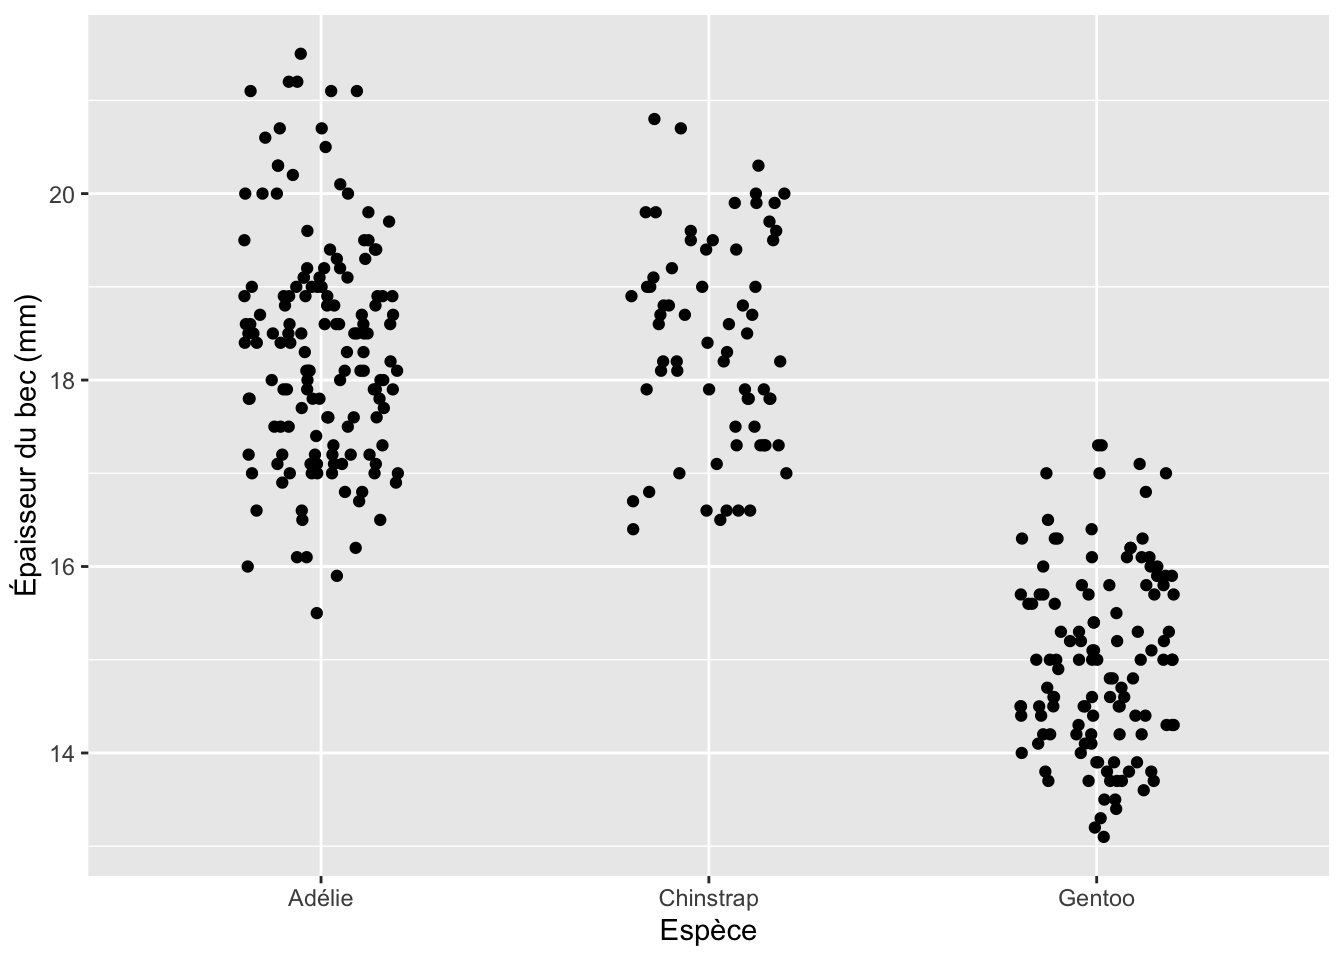 Épaisseur du bec (mm)
20
18
16
14
Adélie
Chinstrap
Gentoo
Espèce